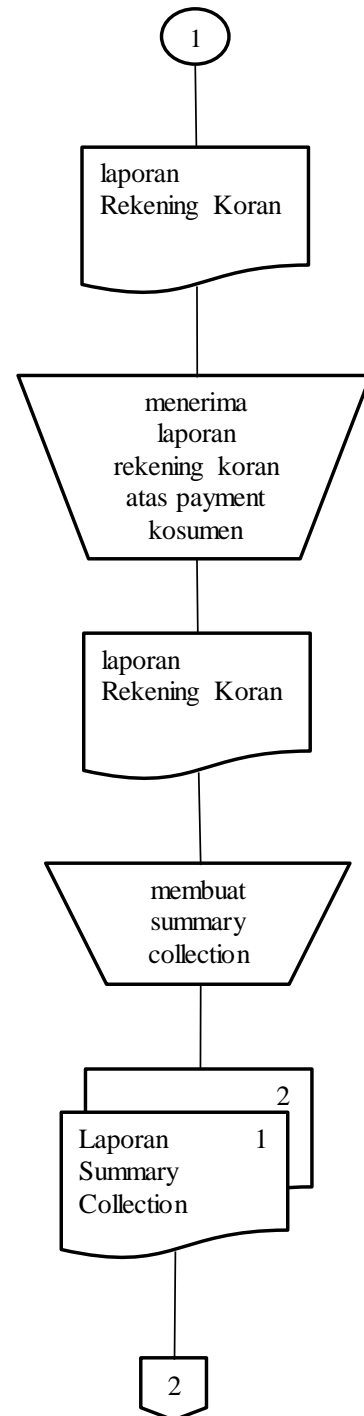 1
laporan
Rekening Koran
menerima
laporan
rekening koran
atas payment
kosumen
laporan
Rekening Koran
membuat
summary
collection
2
Laporan 1
Summary
Collection
2